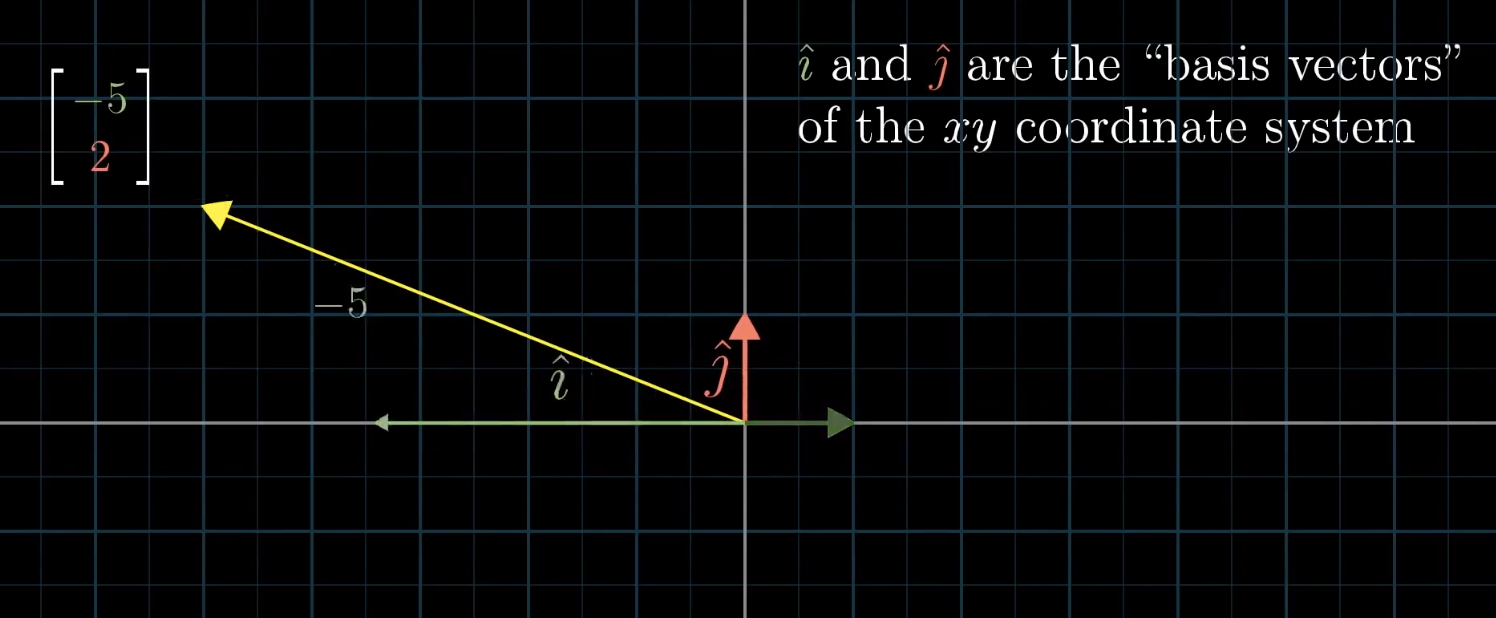 î and ĵ are the “basis vectors”
of the xy coordinate system
−5
2
−5
î
ĵ